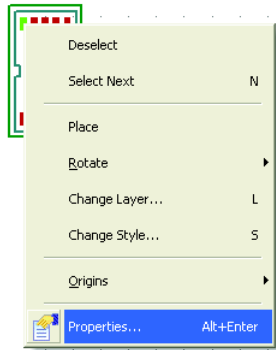 Deselect
Select Next N
Place
Rotate
Change Layer... L
Change Style... S
Origins
Properties... Alt+Enter